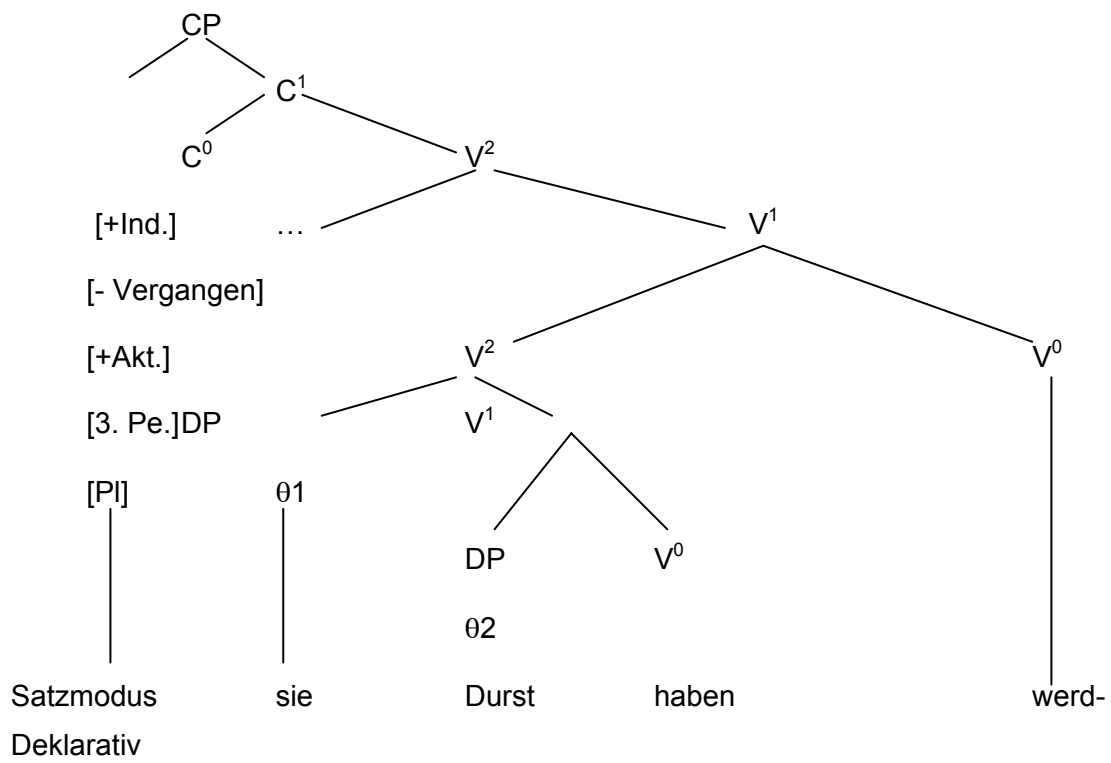 CP
C¹
C⁰ V²
[+Ind.] … V¹
[- Vergangen]
[+Akt.] V² V⁰
[3. Pe.]DP V¹
[Pl] θ1
DP V⁰
θ2
Satzmodus sie Durst haben werd-
Deklarativ